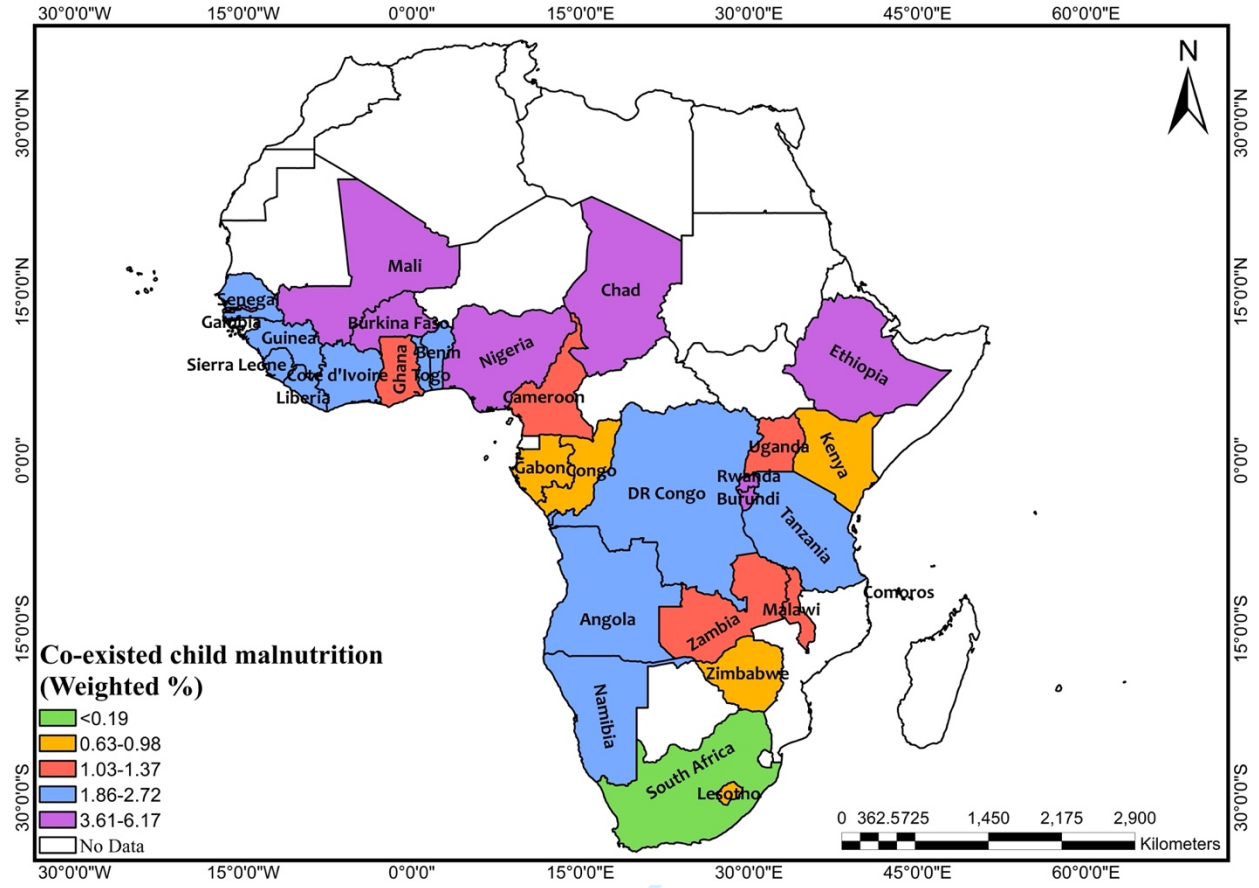 30°0'0"W 15°0'0"W 0°0'0" 15°0'0"E 30°0'0"E 45°0'0"E 60°0'0"E
N
30°0'0"N
30°0'0"N
15°0'0"N
15°0'0"N
0°0'0"
0°0'0"
15°0'0"S
15°0'0"S
30°0'0"S
30°0'0"S
Mali
Chad
Senegal
Gambia
Burkina Faso
Guinea
Benin
Nigeria
Ethiopia
Sierra Leone
Cote d'Ivoire
Ghana
Togo
Liberia
Cameroon
Uganda
Kenya
Gabon
Congo
Rwanda
DR Congo
Burundi
Tanzania
Comoros
Angola
Malawi
Zambia
Zimbabwe
Namibia
South Africa
Lesotho
Co-existed child malnutrition
(Weighted %)
<0.19
0.63-0.98
1.03-1.37
1.86-2.72
3.61-6.17
No Data
0 362.5725 1,450 2,175 2,900
Kilometers
30°0'0"W 15°0'0"W 0°0'0" 15°0'0"E 30°0'0"E 45°0'0"E 60°0'0"E